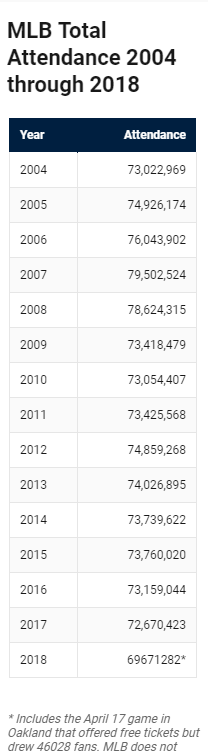 MLB Total
Attendance 2004
through 2018
Year Attendance
2004 73,022,969
2005 74,926,174
2006 76,043,902
2007 79,502,524
2008 78,624,315
2009 73,418,479
2010 73,054,407
2011 73,425,568
2012 74,859,268
2013 74,026,895
2014 73,739,622
2015 73,760,020
2016 73,159,044
2017 72,670,423
2018 69671282*
* Includes the April 17 game in
Oakland that offered free tickets but
drew 46028 fans. MLB does not